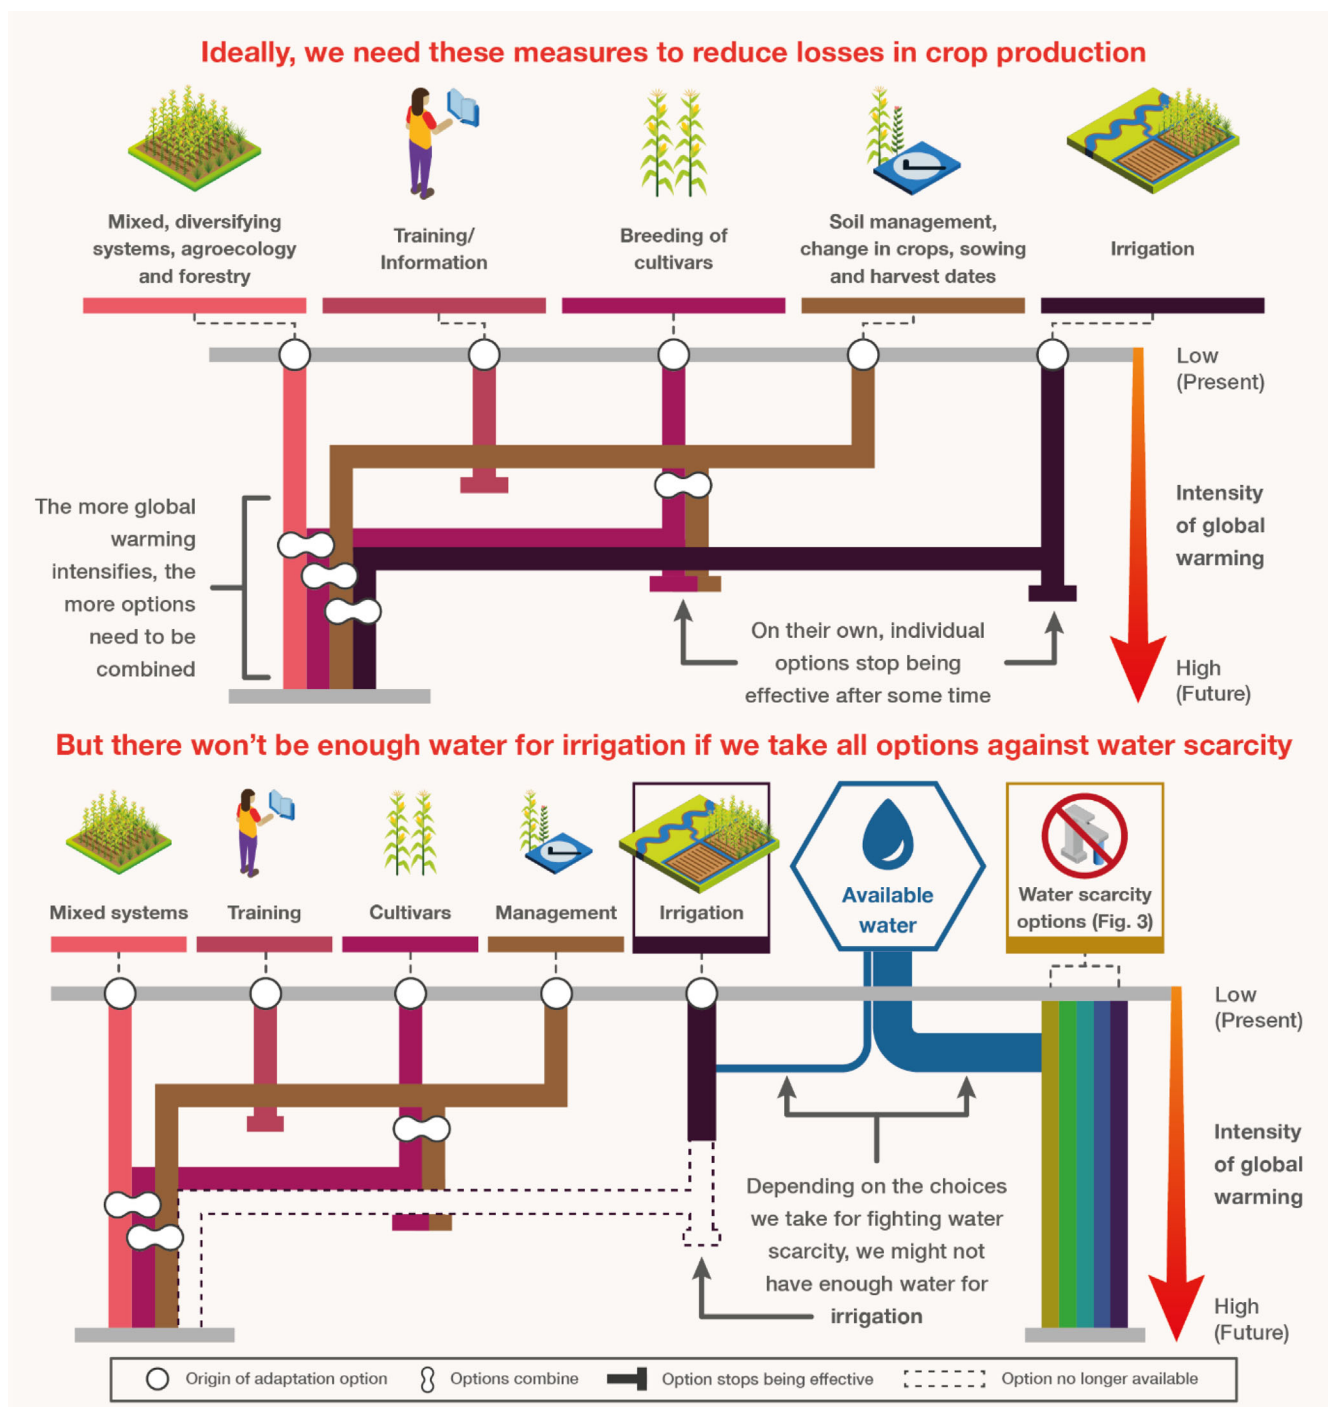 Ideally, we need these measures to reduce losses in crop production
Mixed, diversifying
systems, agroecology
and forestry
Training/
Information
Breeding of
cultivars
Soil management,
change in crops, sowing
and harvest dates
Irrigation
Low
(Present)
Intensity
of global
warming
High
(Future)
The more global
warming
intensifies, the
more options
need to be
combined
On their own, individual
options stop being
effective after some time
But there won't be enough water for irrigation if we take all options against water scarcity
Mixed systems
Training
Cultivars
Management
Irrigation
Available
water
Water scarcity
options (Fig. 3)
Low
(Present)
Intensity
of global
warming
High
(Future)
Depending on the choices
we take for fighting water
scarcity, we might not
have enough water for
irrigation
Origin of adaptation option
Options combine
Option stops being effective
Option no longer available